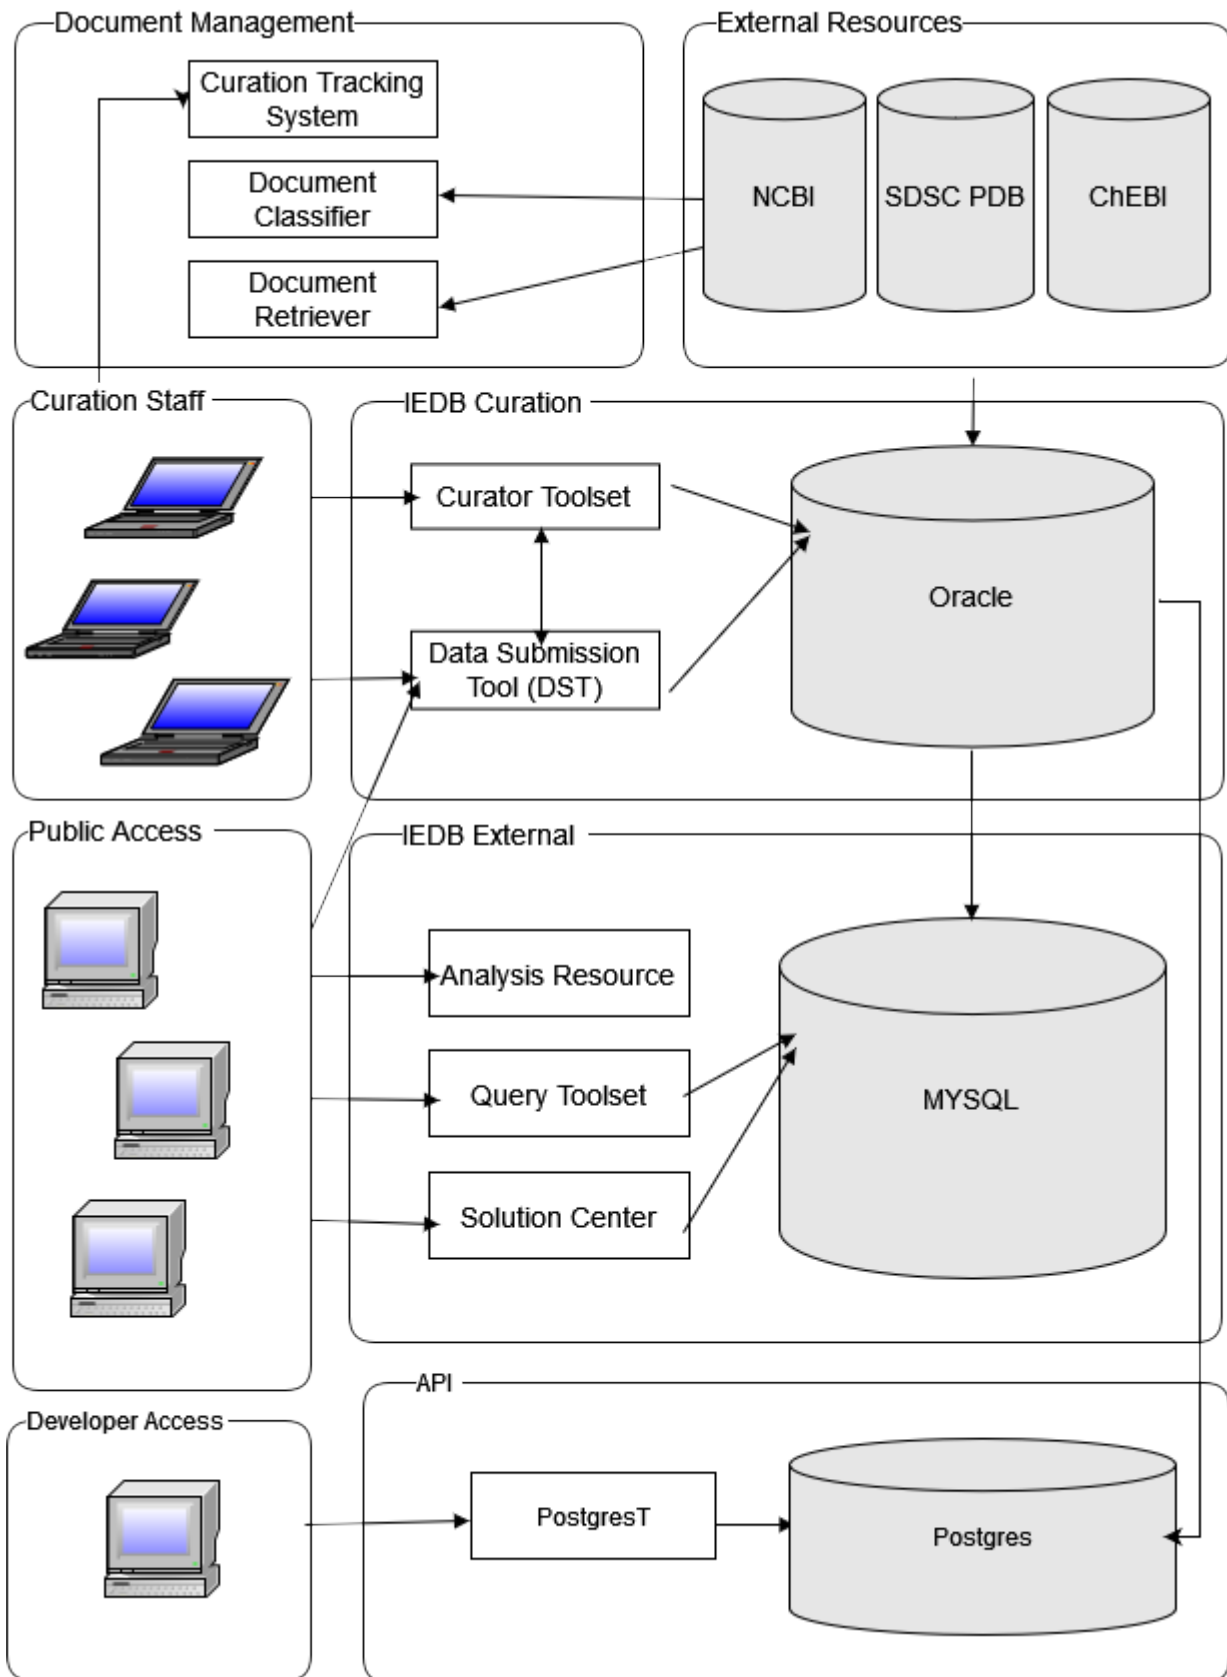 Document Management
Curation Tracking
System
Document
Classifier
Document
Retriever
External Resources
NCBI
SDSC PDB
ChEBI
Curation Staff
IEDB Curation
Curator Toolset
Data Submission
Tool (DST)
Oracle
Public Access
IEDB External
Analysis Resource
Query Toolset
Solution Center
MYSQL
Developer Access
API
PostgresT
Postgres